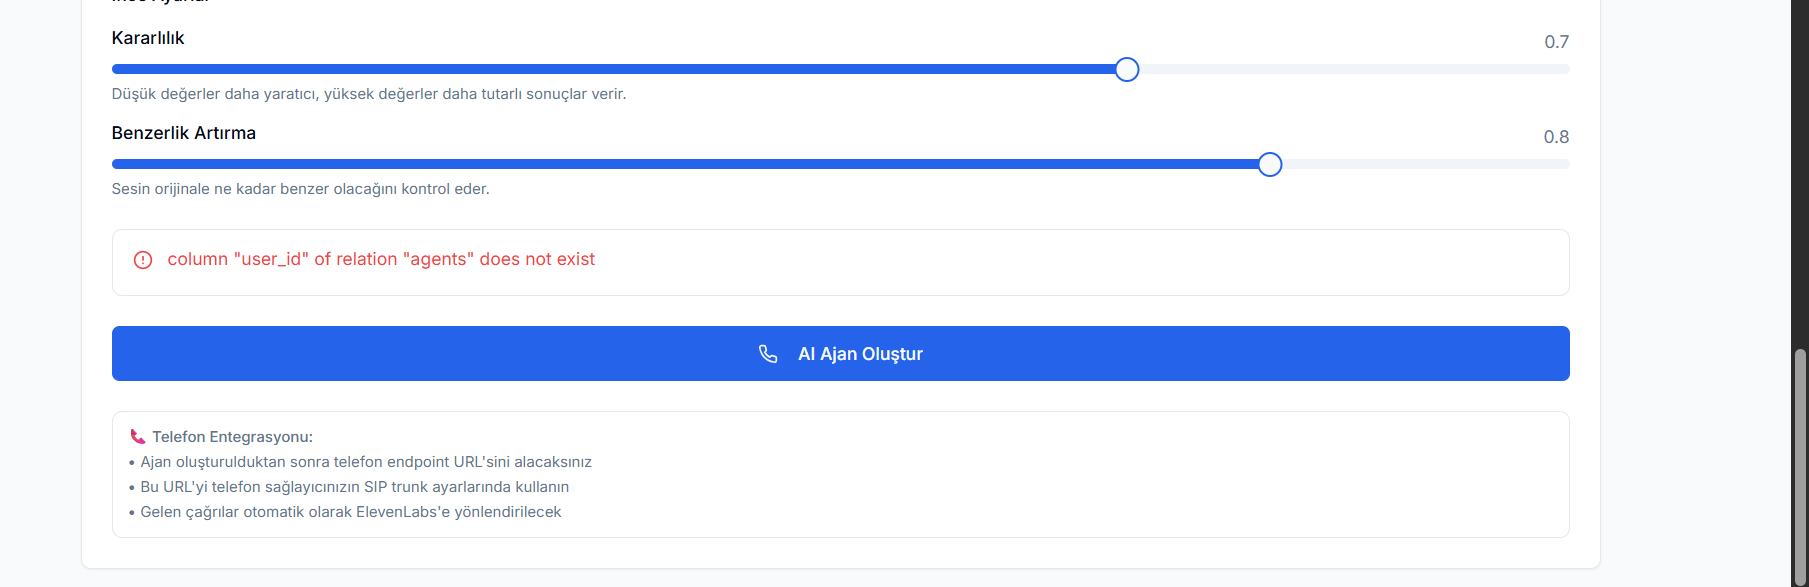 Kararlılık
0.7
Düşük değerler daha yaratıcı, yüksek değerler daha tutarlı sonuçlar verir.
Benzerlik Artırma
0.8
Sesin orijinale ne kadar benzer olacağını kontrol eder.
column "user_id" of relation "agents" does not exist
AI Ajan Oluştur
Telefon Entegrasyonu:
• Ajan oluşturulduktan sonra telefon endpoint URL'sini alacaksınız
• Bu URL'yi telefon sağlayıcınızın SIP trunk ayarlarında kullanın
• Gelen çağrılar otomatik olarak ElevenLabs'e yönlendirilecek